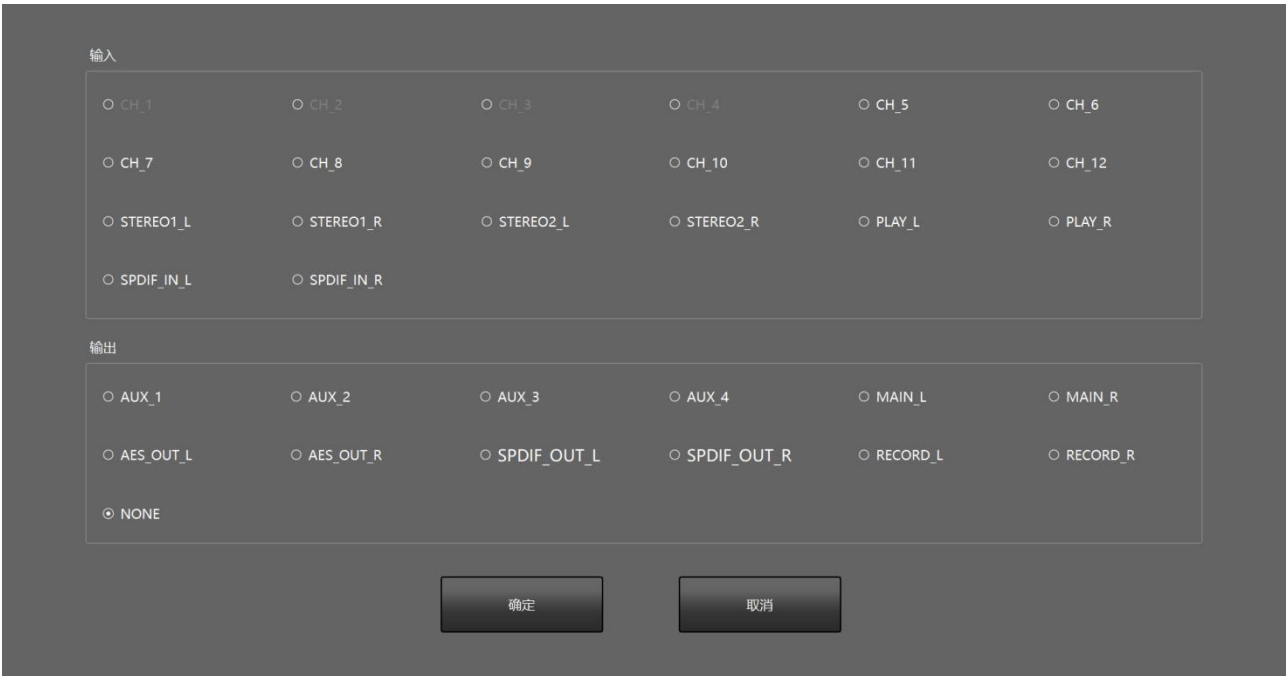 输入
CH_1 CH_2 CH_3 CH_4 CH_5 CH_6
CH_7 CH_8 CH_9 CH_10 CH_11 CH_12
STEREO1_L STEREO1_R STEREO2_L STEREO2_R PLAY_L PLAY_R
SPDIF_IN_L SPDIF_IN_R
输出
AUX_1 AUX_2 AUX_3 AUX_4 MAIN_L MAIN_R
AES_OUT_L AES_OUT_R SPDIF_OUT_L SPDIF_OUT_R RECORD_L RECORD_R
NONE
确定 取消